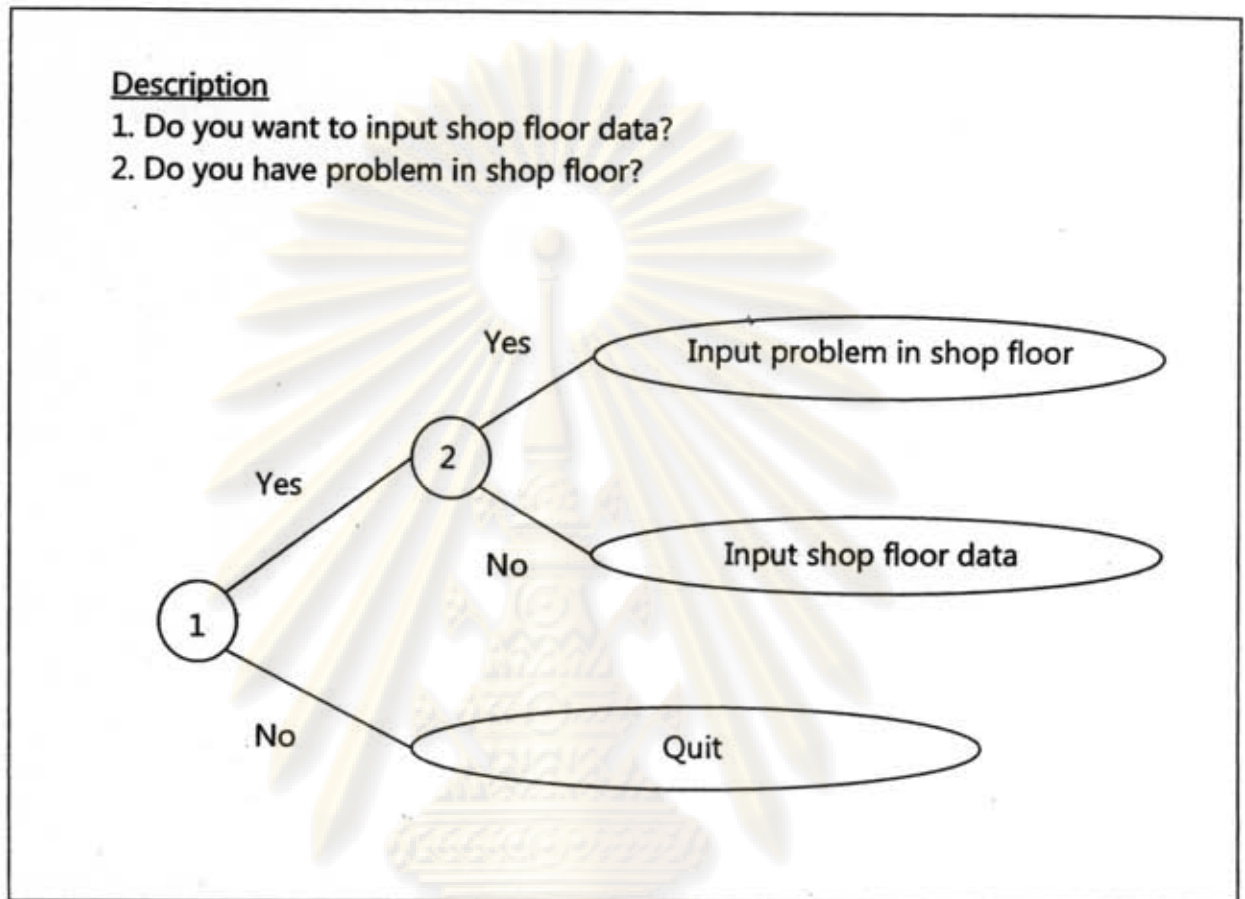 Description
1. Do you want to input shop floor data?
2. Do you have problem in shop floor?
Yes
Input problem in shop floor
2
Yes
No
Input shop floor data
1
No
Quit